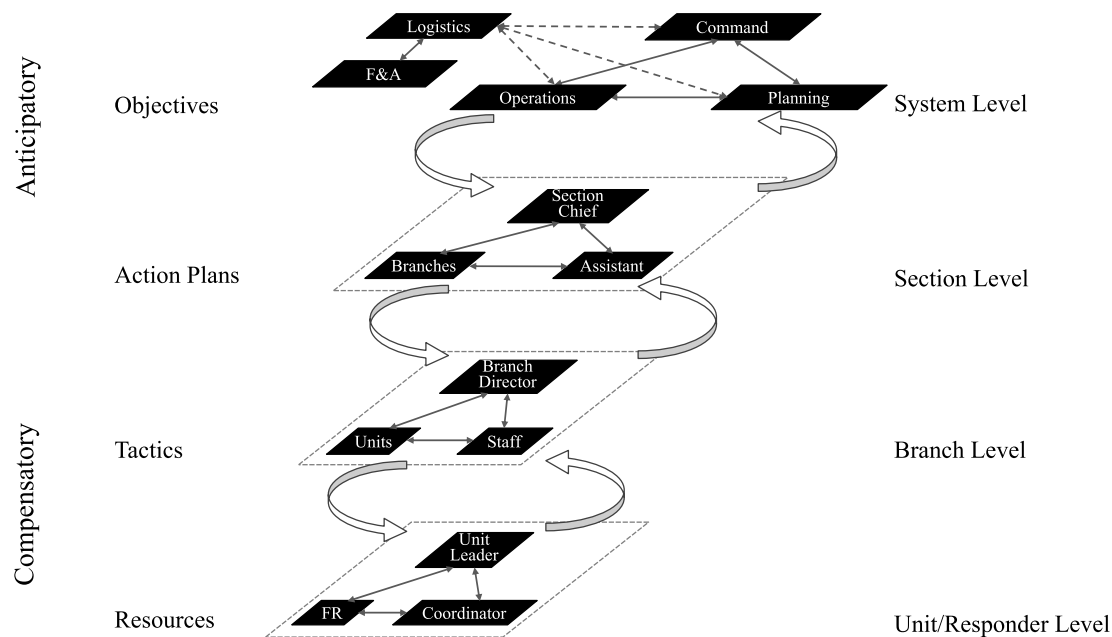 Anticipatory
Logistics
Command
F&A
Objectives
Operations
Planning
System Level
Section
Chief
Action Plans
Branches
Assistant
Section Level
Compensatory
Branch
Director
Tactics
Units
Staff
Branch Level
Unit
Leader
Resources
FR
Coordinator
Unit/Responder Level